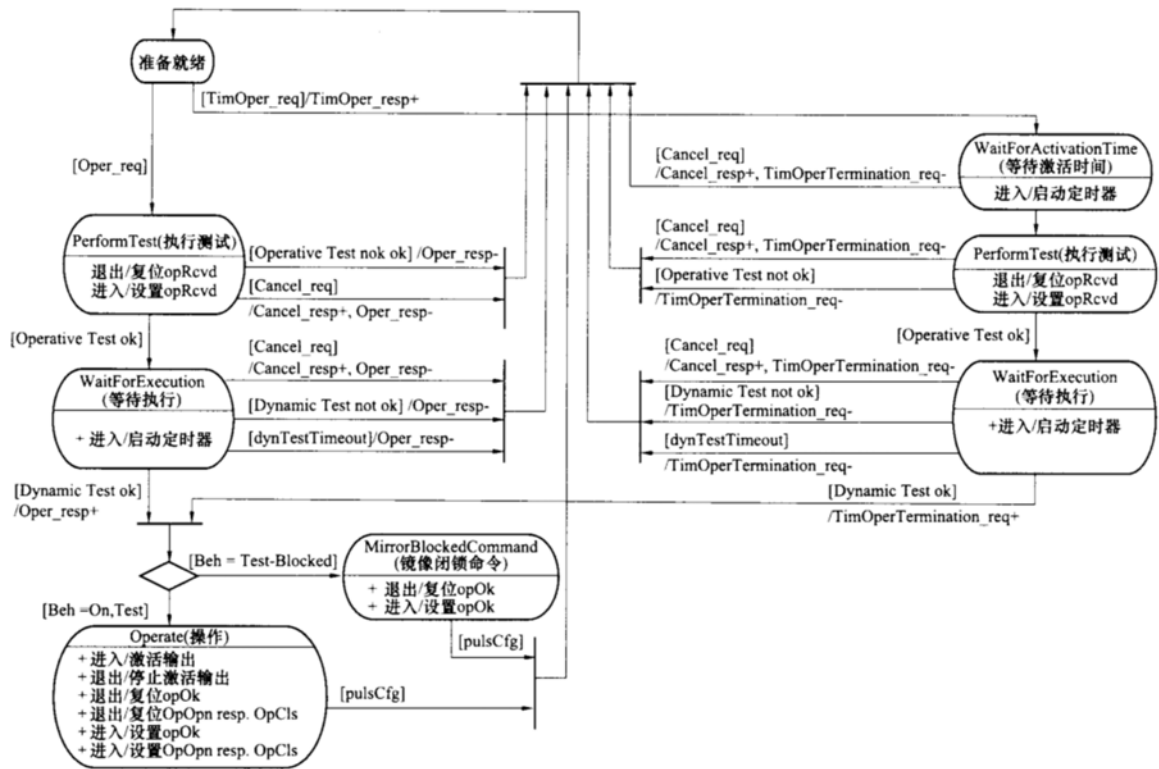 准备就绪
[TimOper_req]/TimOper_resp+
[Oper_req]
WaitForActivationTime
(等待激活时间)
进入/启动定时器
[Cancel_req]
/Cancel_resp+, TimOperTermination_req-
PerformTest(执行测试)
退出/复位opRcvd
进入/设置opRcvd
[Operative Test nok ok] /Oper_resp-
[Cancel_req]
/Cancel_resp+, Oper_resp-
[Cancel_req]
/Cancel_resp+, TimOperTermination_req-
[Operative Test not ok]
/TimOperTermination_req-
PerformTest(执行测试)
退出/复位opRcvd
进入/设置opRcvd
[Operative Test ok]
[Operative Test ok]
WaitForExecution
(等待执行)
+ 进入/启动定时器
[Cancel_req]
/Cancel_resp+, Oper_resp-
[Dynamic Test not ok] /Oper_resp-
[dynTestTimeout]/Oper_resp-
[Cancel_req]
/Cancel_resp+, TimOperTermination_req-
[Dynamic Test not ok]
/TimOperTermination_req-
[dynTestTimeout]
/TimOperTermination_req-
WaitForExecution
(等待执行)
+进入/启动定时器
[Dynamic Test ok]
/Oper_resp+
[Dynamic Test ok]
/TimOperTermination_req+
[Beh = Test-Blocked]
MirrorBlockedCommand
(镜像闭锁命令)
+ 退出/复位opOk
+ 进入/设置opOk
[Beh =On,Test]
[pulsCfg]
Operate(操作)
+ 进入/激活输出
+ 退出/停止激活输出
+ 退出/复位opOk
+ 退出/复位OpOpn resp. OpCls
+ 进入/设置opOk
+ 进入/设置OpOpn resp. OpCls
[pulsCfg]